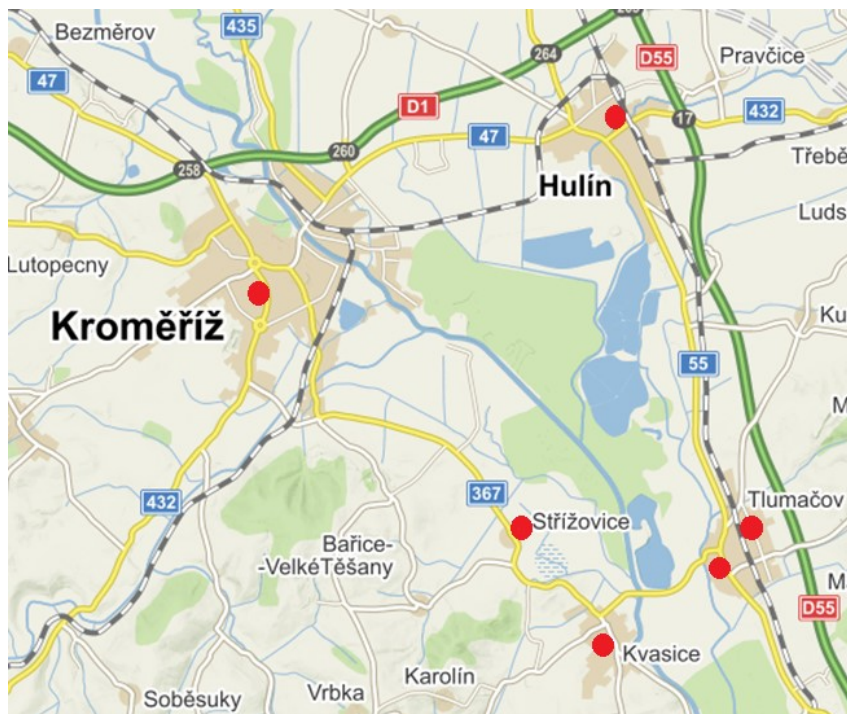 Bezměrov
435
264
D55
Pravčice
47
D1
47
432
17
258
260
Třebě
Hulín
Luds
Lutopecny
Kroměříž
Ku
55
M
432
367
Střížovice
Tlumačov
Bařice-
-VelkéTěšany
M
D55
Kvasice
Karolín
Soběsuky
Vrbka